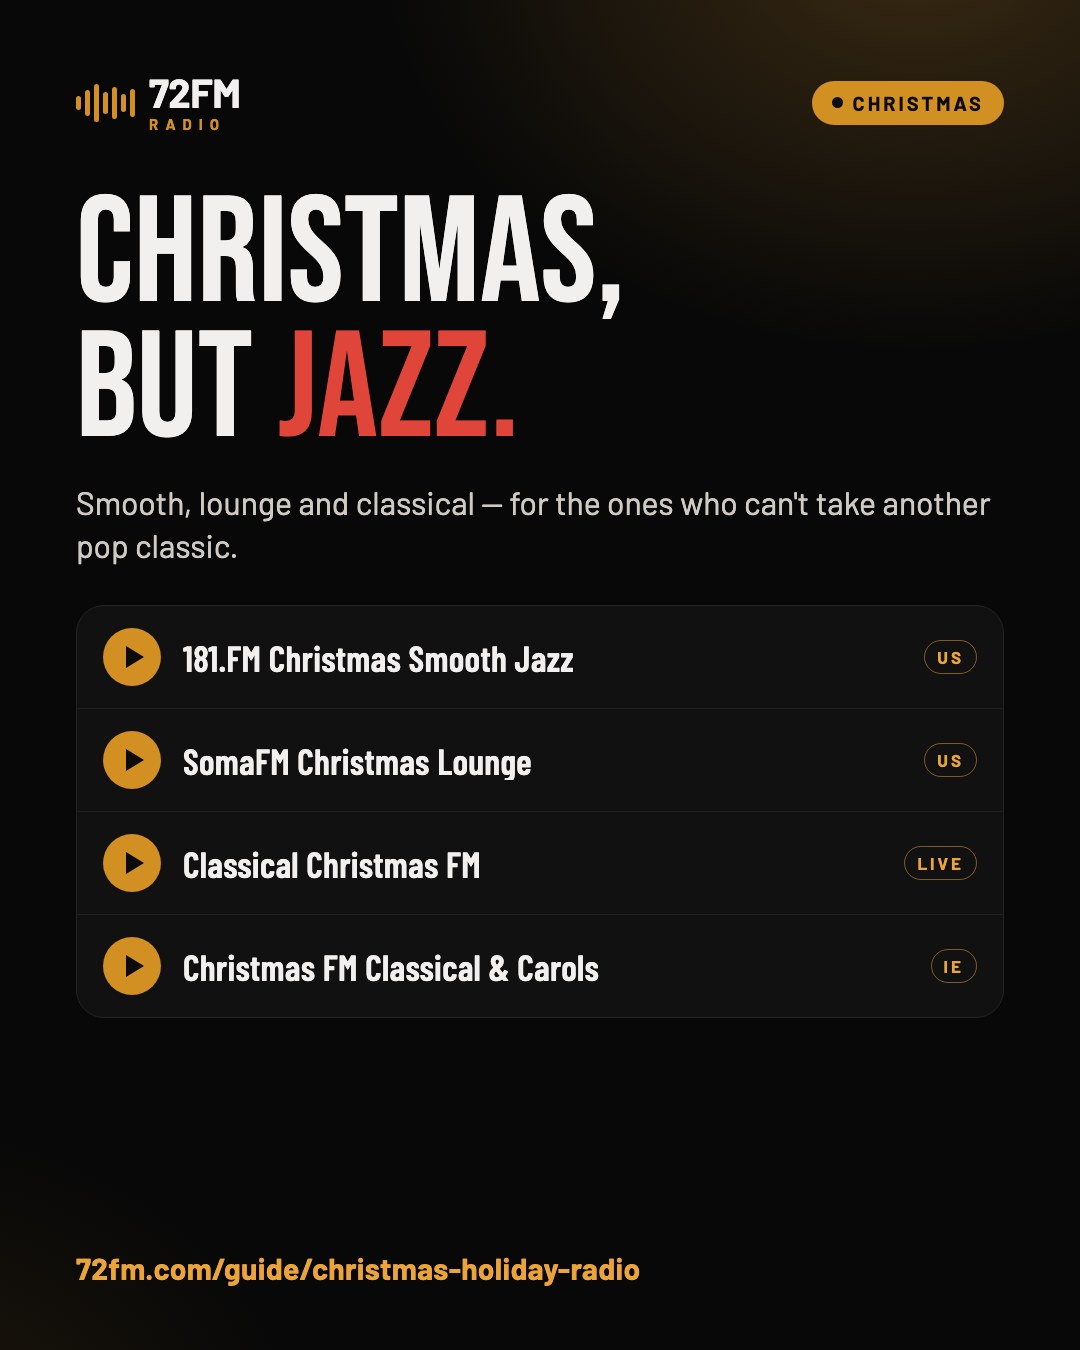 72FM
RADIO
CHRISTMAS
CHRISTMAS,
BUT JAZZ.
Smooth, lounge and classical — for the ones who can't take another
pop classic.
181.FM Christmas Smooth Jazz
US
SomaFM Christmas Lounge
US
Classical Christmas FM
LIVE
Christmas FM Classical & Carols
IE
72fm.com/guide/christmas-holiday-radio